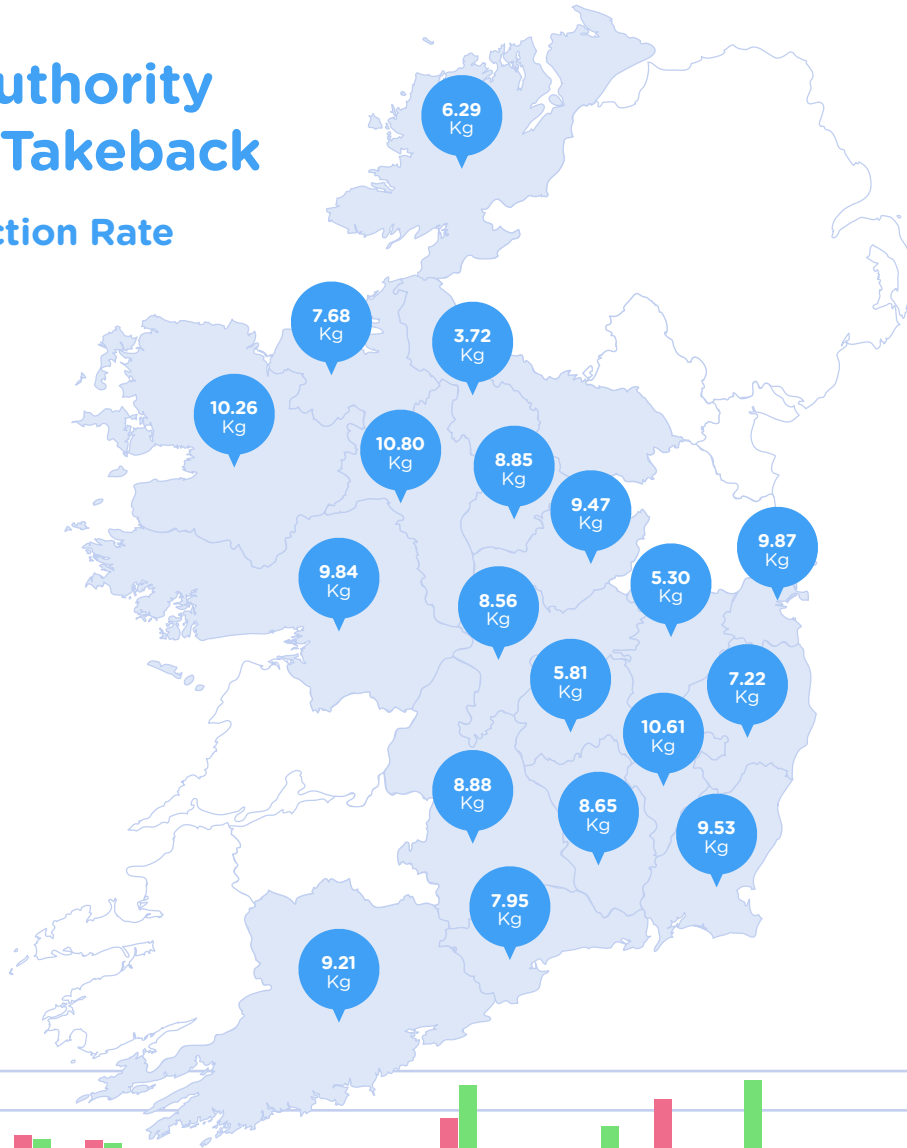 uthority
Takeback
ction Rate
6.29
Kg
7.68
Kg
3.72
Kg
10.26
Kg
10.80
Kg
8.85
Kg
9.47
Kg
9.87
Kg
9.84
Kg
5.30
Kg
8.56
Kg
5.81
Kg
7.22
Kg
10.61
Kg
8.88
Kg
8.65
Kg
9.53
Kg
7.95
Kg
9.21
Kg